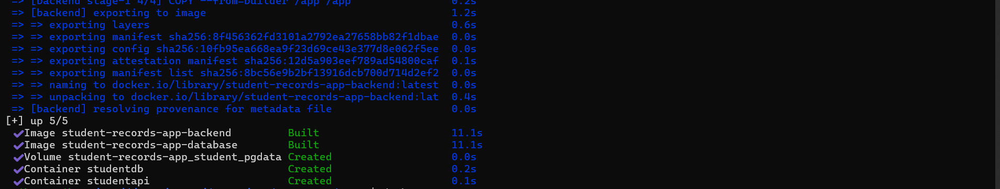 => [backend stage-1 4/4] COPY --from=builder /app /app 0.2s
=> [backend] exporting to image 1.2s
=> => exporting layers 0.6s
=> => exporting manifest sha256:8f456362fd3101a2792ea27658bb82f1dbae 0.0s
=> => exporting config sha256:10fb95ea668ea9f23d69ce43e377d8e062f5ee 0.0s
=> => exporting attestation manifest sha256:12d5a903eef789ad54800caf 0.1s
=> => exporting manifest list sha256:8bc56e9b2bf13916dcb700d714d2ef2 0.0s
=> => naming to docker.io/library/student-records-app-backend:latest 0.0s
=> => unpacking to docker.io/library/student-records-app-backend:lat 0.4s
=> [backend] resolving provenance for metadata file 0.0s
[+] up 5/5
✔Image student-records-app-backend Built 11.1s
✔Image student-records-app-database Built 11.1s
✔Volume student-records-app_student_pgdata Created 0.0s
✔Container studentdb Created 0.2s
✔Container studentapi Created 0.1s